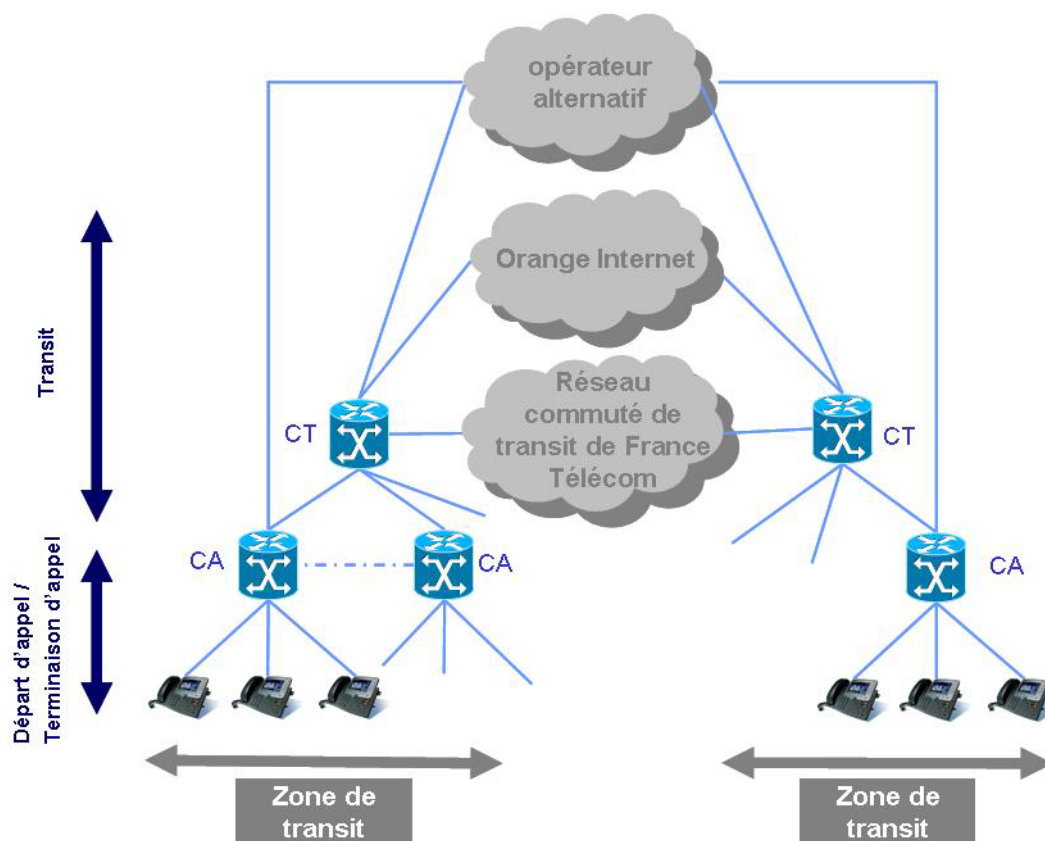 opérateur
alternatif
Orange Internet
Réseau
commuté de
transit de France
Télécom
Transit
CT
CT
CA
CA
CA
Départ d'appel /
Terminaison d'appel
Zone de
transit
Zone de
transit